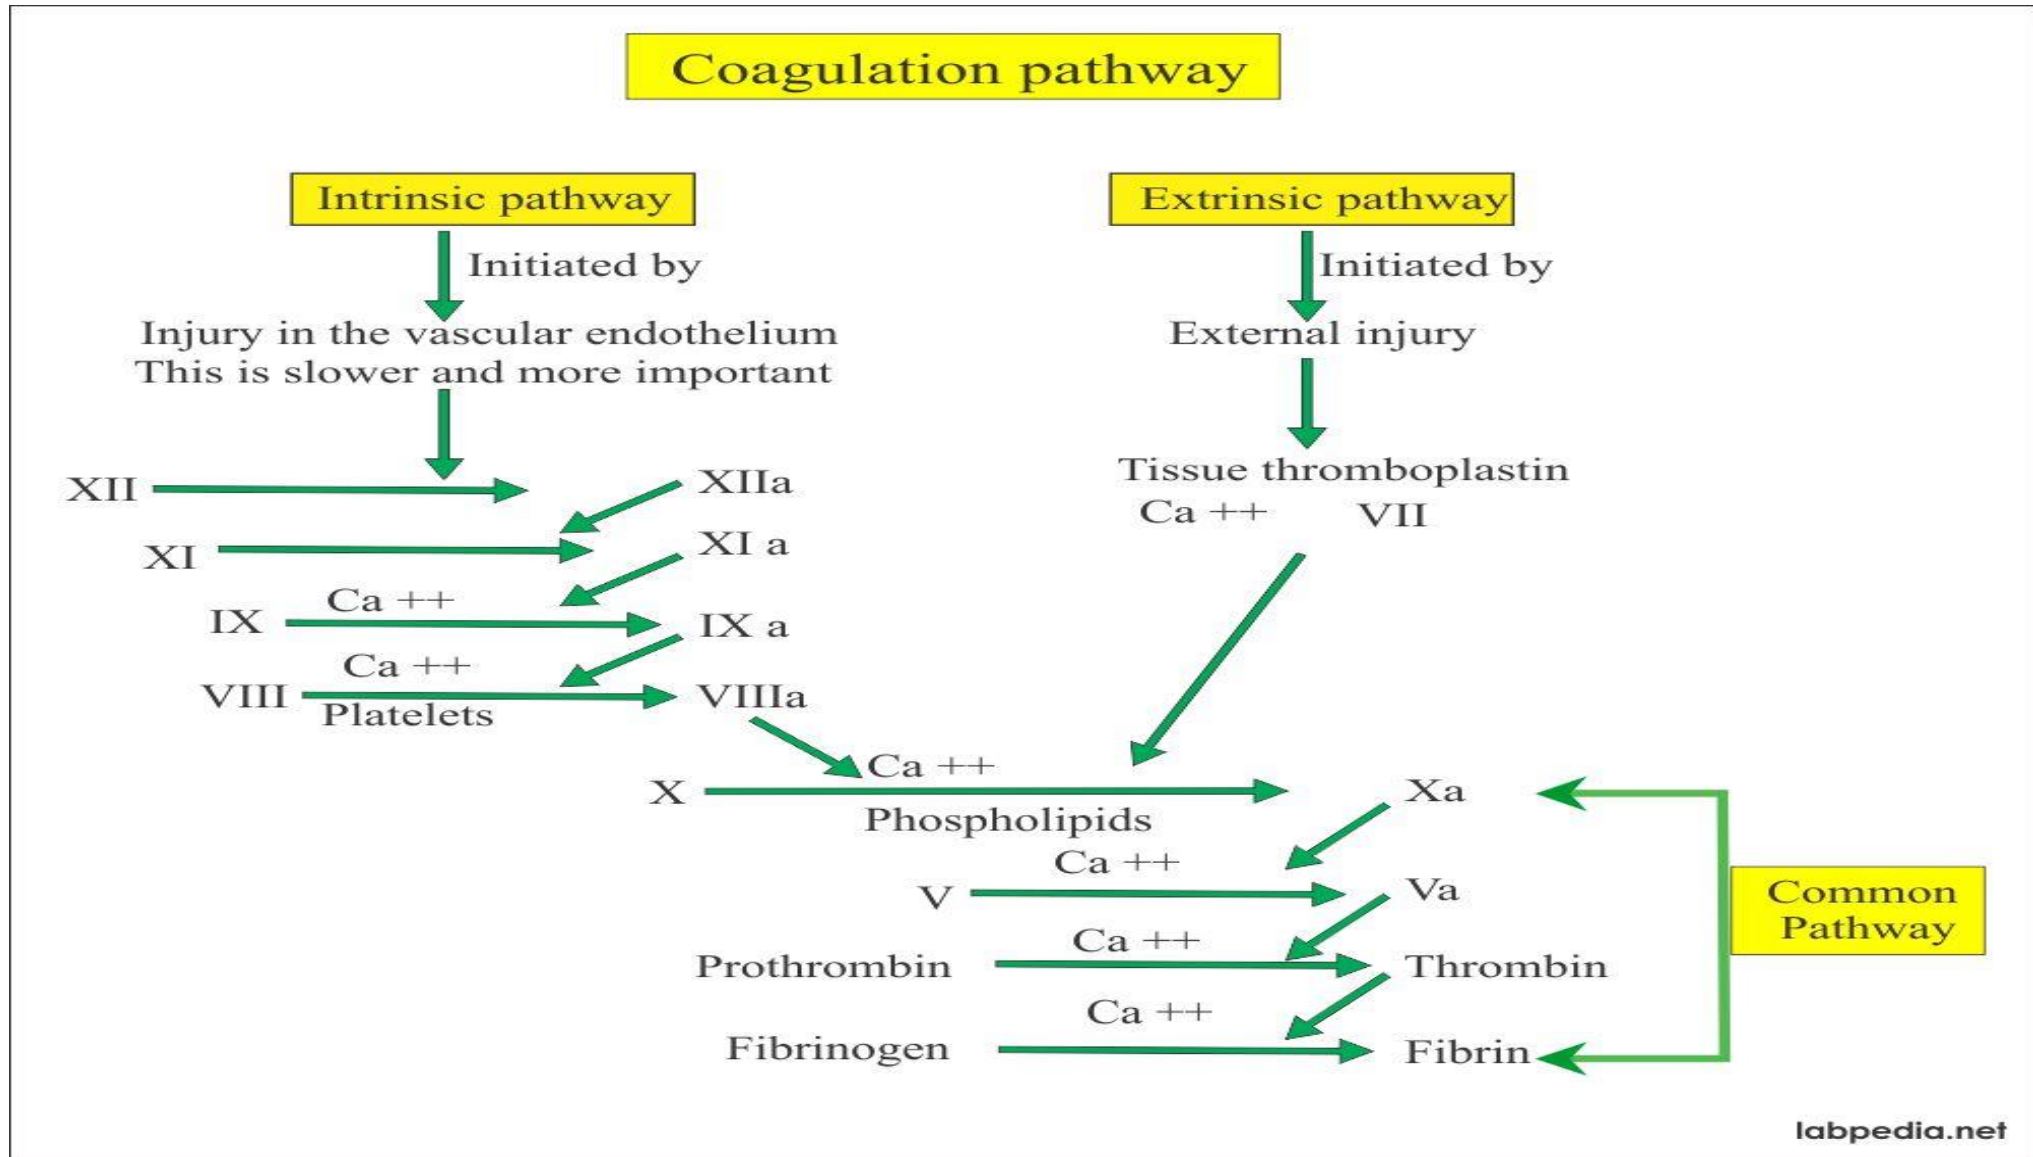 Coagulation pathway
Intrinsic pathway
Initiated by
Injury in the vascular endothelium
This is slower and more important
Extrinsic pathway
Initiated by
External injury
Tissue thromboplastin
Ca ++ VII
XII XIIa
XI XI a
Ca ++
IX IX a
Ca ++
VIII VIIIa
Platelets
Ca ++
X Xa
Phospholipids
Ca ++
V Va
Ca ++
Prothrombin Thrombin
Ca ++
Fibrinogen Fibrin
Common
Pathway
labpedia.net